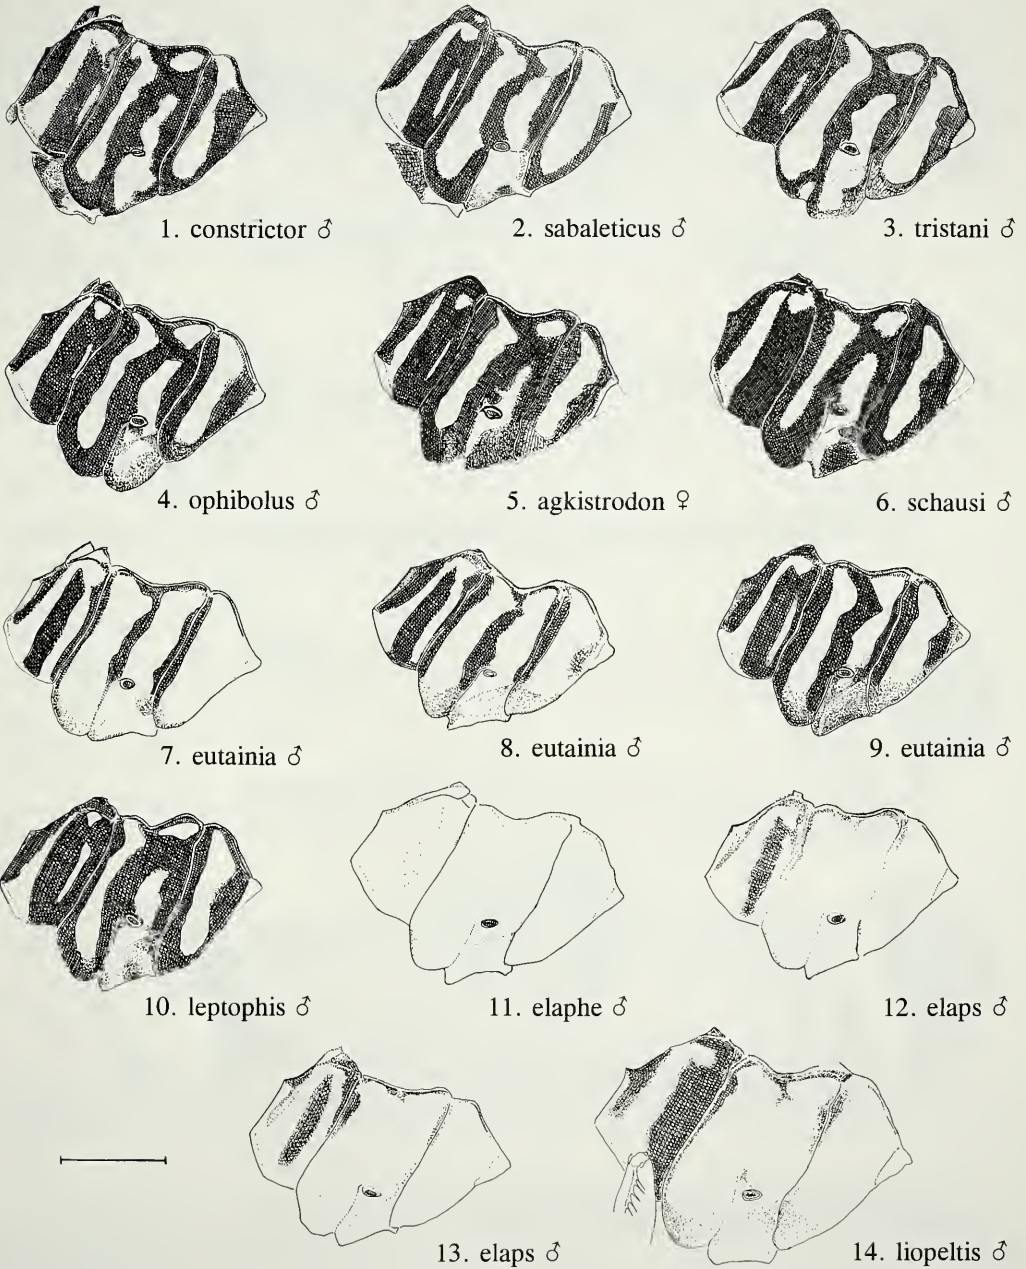 1. constrictor ♂
2. sabaleticus ♂
3. tristani ♂
4. ophibolus ♂
5. agkistrodon ♀
6. schausi ♂
7. eutainia ♂
8. eutainia ♂
9. eutainia ♂
10. leptophis ♂
11. elaphe ♂
12. elaps ♂
13. elaps ♂
14. liopeltis ♂